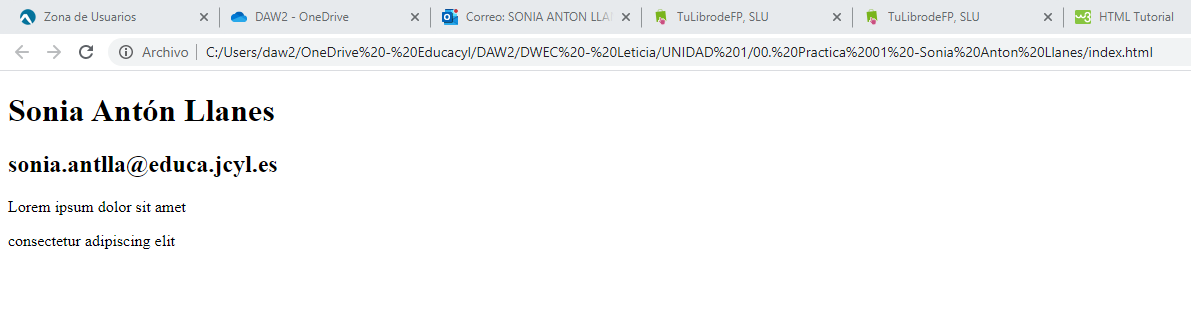 Zona de Usuarios
DAW2 - OneDrive
Correo: SONIA ANTON LLA
TuLibrodeFP, SLU
TuLibrodeFP, SLU
HTML Tutorial
Archivo C:/Users/daw2/OneDrive%20-%20Educacyl/DAW2/DWEC%20-%20Leticia/UNIDAD%201/00.%20Practica%2001%20-Sonia%20Anton%20Llanes/index.html
Sonia Antón Llanes
sonia.antlla@educa.jcyl.es
Lorem ipsum dolor sit amet
consectetur adipiscing elit